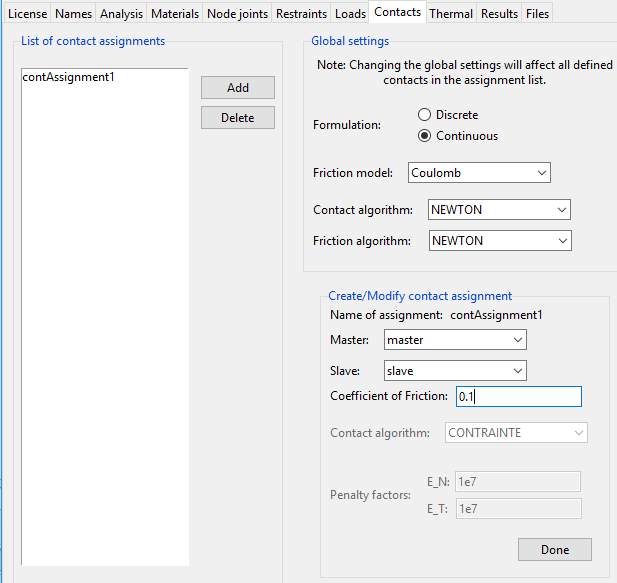 License Names Analysis Materials Node joints Restraints Loads Contacts Thermal Results Files
List of contact assignments
contAssignment1
Add
Delete
Global settings
Note: Changing the global settings will affect all defined
contacts in the assignment list.
Formulation:
Discrete
Continuous
Friction model: Coulomb
Contact algorithm: NEWTON
Friction algorithm: NEWTON
Create/Modify contact assignment
Name of assignment: contAssignment1
Master: master
Slave: slave
Coefficient of Friction: 0.1
Contact algorithm: CONTRAINTE
Penalty factors:
E_N: 1e7
E_T: 1e7
Done